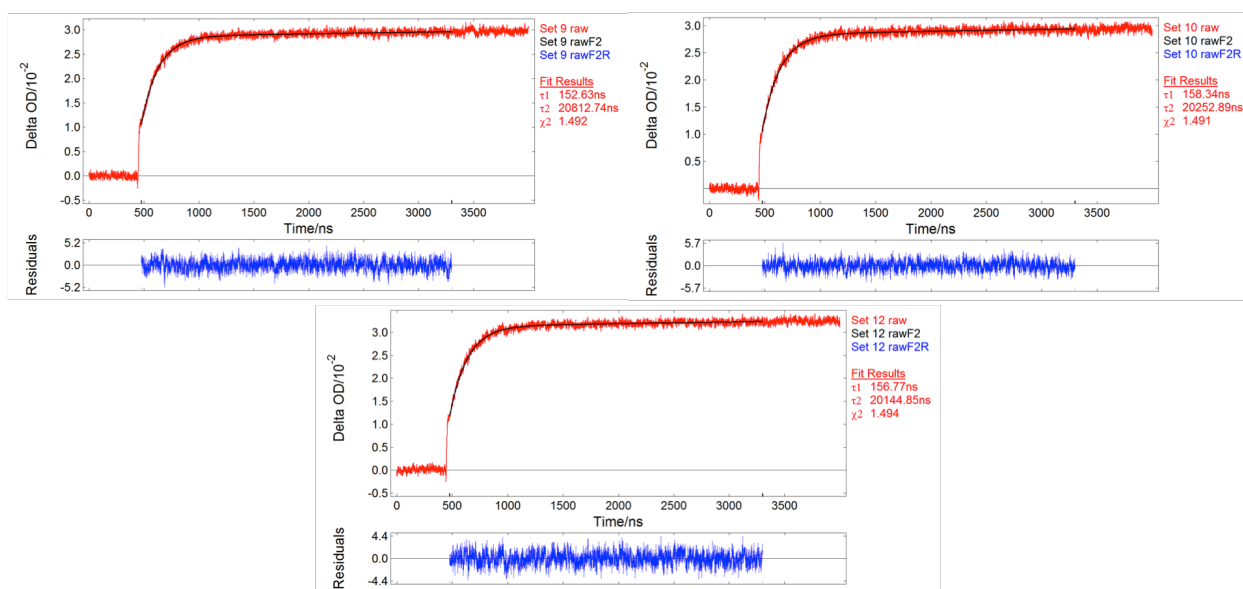 Delta OD/10-2
3.0
2.5
2.0
1.5
1.0
0.5
0.0
-0.5
0 500 1000 1500 2000 2500 3000 3500
Time/ns
Set 9 raw
Set 9 rawF2
Set 9 rawF2R
Fit Results
τ1 152.63ns
τ2 20812.74ns
χ2 1.492
Residuals
5.2
0.0
-5.2
Delta OD/10-2
3.0
2.5
2.0
1.5
1.0
0.5
0 500 1000 1500 2000 2500 3000 3500
Time/ns
Set 10 raw
Set 10 rawF2
Set 10 rawF2R
Fit Results
τ1 158.34ns
τ2 20252.89ns
χ2 1.491
Residuals
5.7
0.0
-5.7
Delta OD/10-2
3.0
2.5
2.0
1.5
1.0
0.5
0.0
-0.5
0 500 1000 1500 2000 2500 3000 3500
Time/ns
Set 12 raw
Set 12 rawF2
Set 12 rawF2R
Fit Results
τ1 156.77ns
τ2 20144.85ns
χ2 1.494
Residuals
4.4
0.0
-4.4